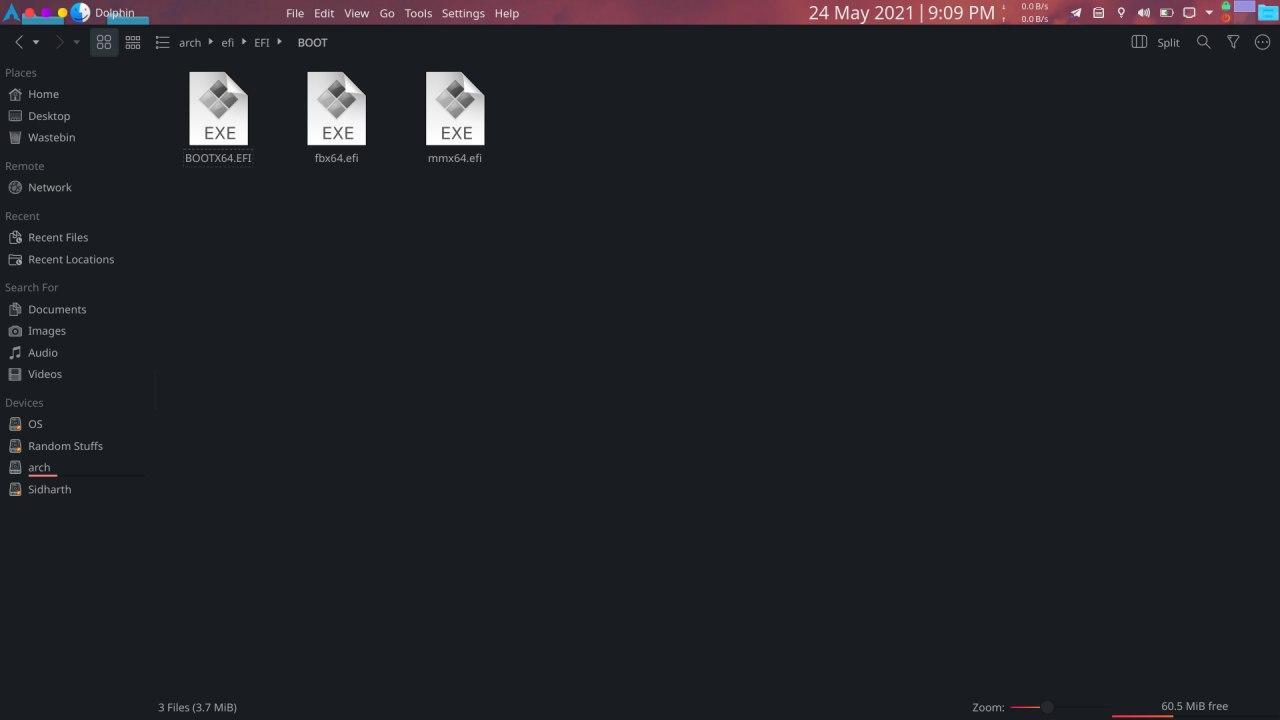 Dolphin
File Edit View Go Tools Settings Help
24 May 2021 | 9:09 PM
↓ 0.0 B/s
↑ 0.0 B/s
arch efi EFI BOOT
Split
Places
Home
Desktop
Wastebin
Remote
Network
Recent
Recent Files
Recent Locations
Search For
Documents
Images
Audio
Videos
Devices
OS
Random Stuffs
arch
Sidharth
EXE EXE EXE
BOOTX64.EFI fbx64.efi mmx64.efi
3 Files (3.7 MiB)
Zoom:
60.5 MiB free